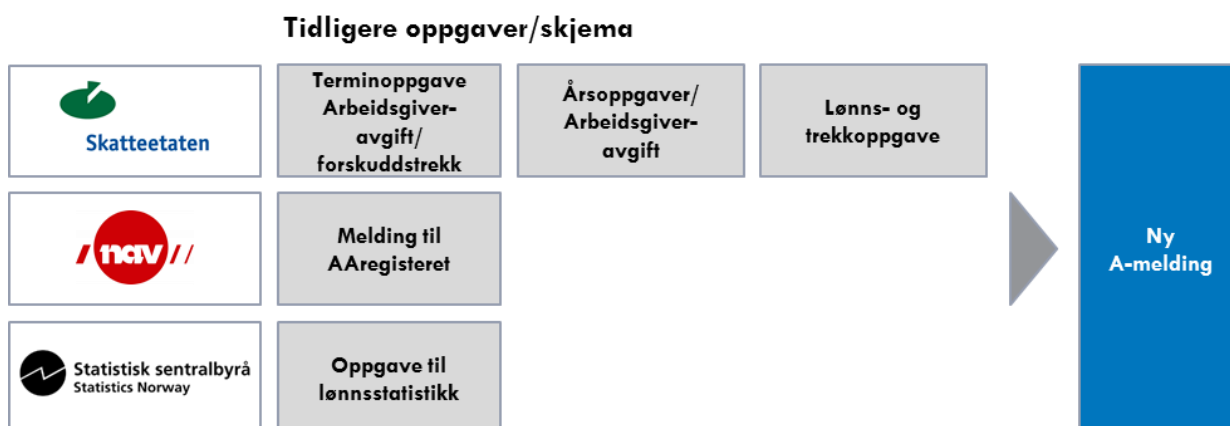 Tidligere oppgaver/skjema
Skatteetaten
Terminoppgave
Arbeidsgiver-
avgift/
forskuddstrekk
Årsoppgaver/
Arbeidsgiver-
avgift
Lønns- og
trekkoppgave
nav
Melding til
AAregisteret
Statistisk sentralbyrå
Statistics Norway
Oppgave til
lønnsstatistikk
Ny
A-melding